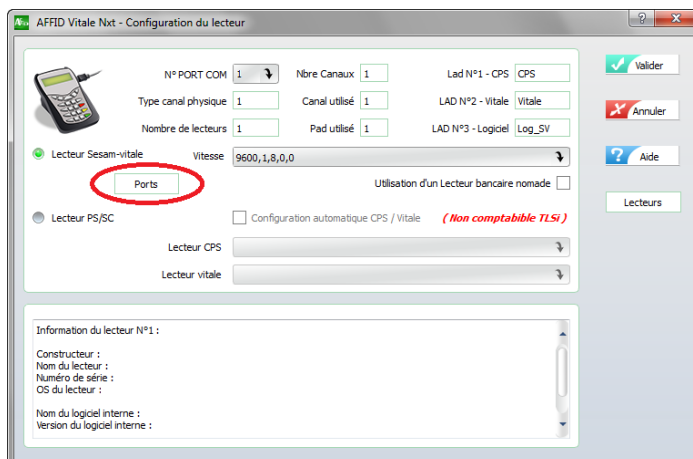 AFFID Vitale Nxt - Configuration du lecteur
N° PORT COM 1 Nbre Canaux 1 Lad N°1 - CPS CPS
Type canal physique 1 Canal utilisé 1 LAD N°2 - Vitale Vitale
Nombre de lecteurs 1 Pad utilisé 1 LAD N°3 - Logiciel Log_SV
Lecteur Sesam-vitale Vitesse 9600,1,8,0,0
Ports Utilisation d'un Lecteur bancaire nomade
Lecteur PS/SC Configuration automatique CPS / Vitale ( Non comptabible TLSi )
Lecteur CPS
Lecteur vitale
Valider
Annuler
Aide
Lecteurs
Information du lecteur N°1 :
Constructeur :
Nom du lecteur :
Numéro de série :
OS du lecteur :
Nom du logiciel interne :
Version du logiciel interne :